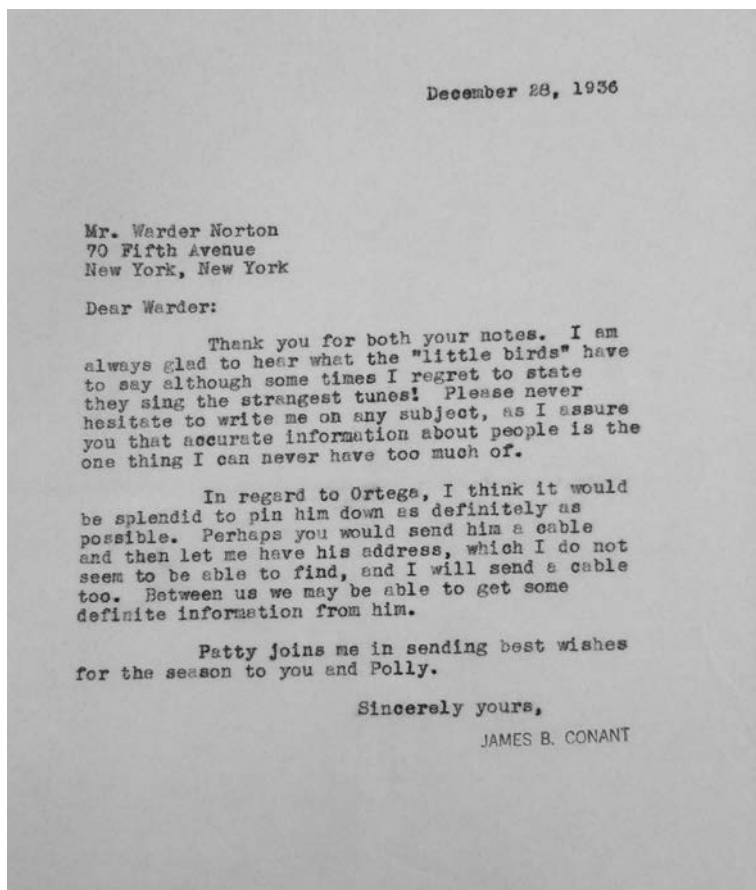 December 28, 1936
Mr. Warder Norton
70 Fifth Avenue
New York, New York
Dear Warder:
Thank you for both your notes. I am
always glad to hear what the "little birds" have
to say although some times I regret to state
they sing the strangest tunes! Please never
hesitate to write me on any subject, as I assure
you that accurate information about people is the
one thing I can never have too much of.
In regard to Ortega, I think it would
be splendid to pin him down as definitely as
possible. Perhaps you would send him a cable
and then let me have his address, which I do not
seem to be able to find, and I will send a cable
too. Between us we may be able to get some
definite information from him.
Patty joins me in sending best wishes
for the season to you and Polly.
Sincerely yours,
JAMES B. CONANT